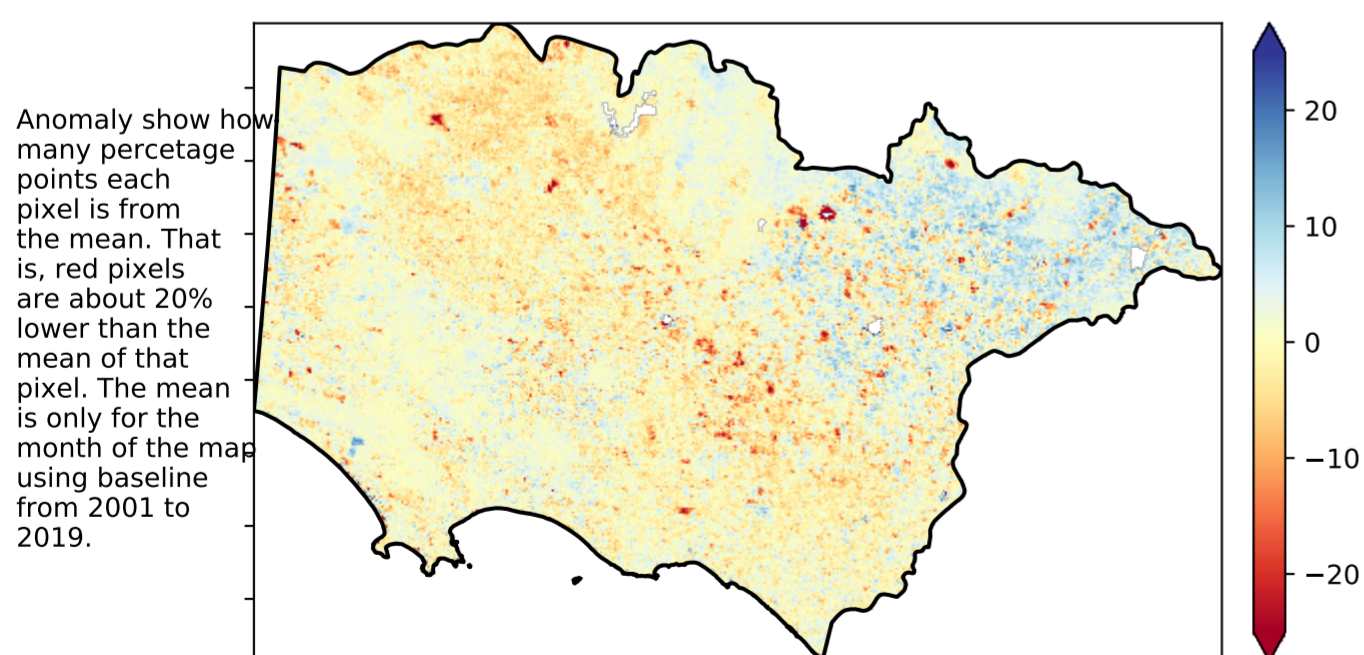 Anomaly show how
many percetage
points each
pixel is from
the mean. That
is, red pixels
are about 20%
lower than the
mean of that
pixel. The mean
is only for the
month of the map
using baseline
from 2001 to
2019.
20
10
0
−10
−20